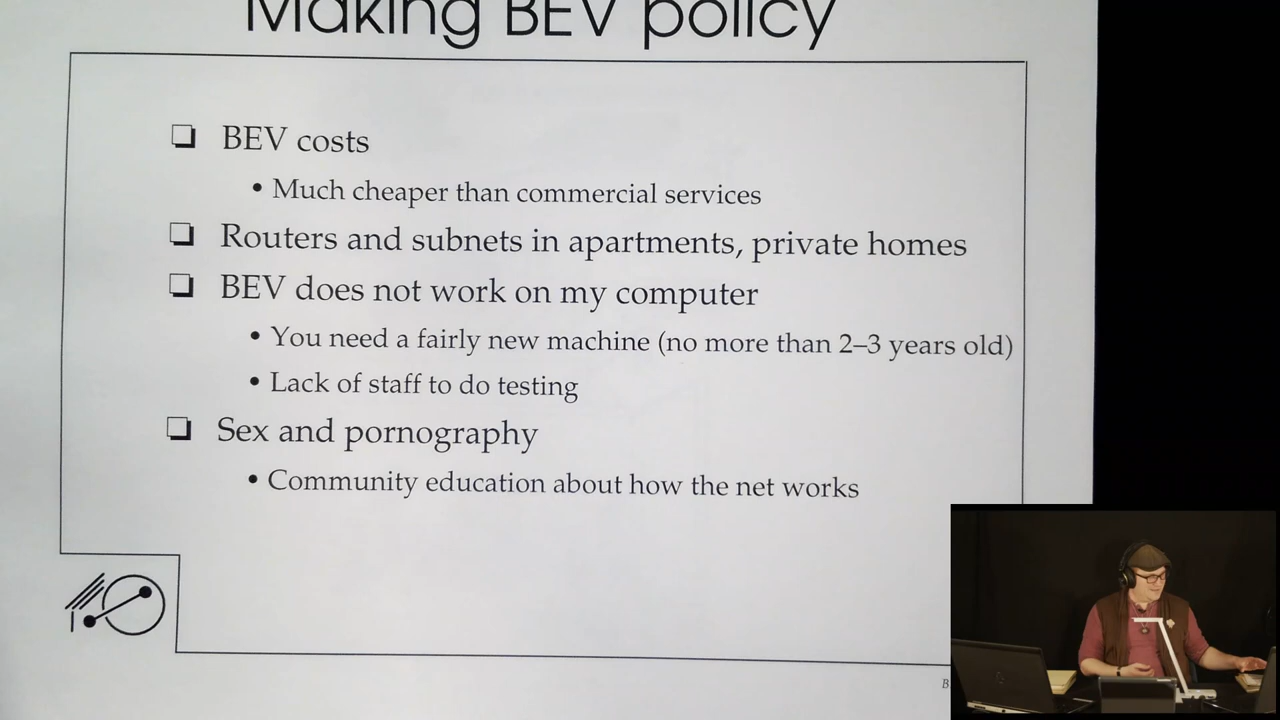 Making BEV policy
❏ BEV costs
• Much cheaper than commercial services
❏ Routers and subnets in apartments, private homes
❏ BEV does not work on my computer
• You need a fairly new machine (no more than 2–3 years old)
• Lack of staff to do testing
❏ Sex and pornography
• Community education about how the net works